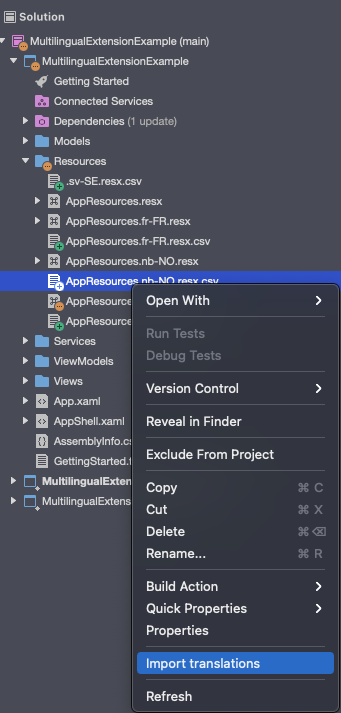 Solution
MultilingualExtensionExample (main)
MultilingualExtensionExample
Getting Started
Connected Services
Dependencies (1 update)
Models
Resources
.sv-SE.resx.csv
AppResources.resx
AppResources.fr-FR.resx
AppResources.fr-FR.resx.csv
AppResources.nb-NO.resx
AppResources.nb-NO.resx.csv
AppResource
AppResource
Services
ViewModels
Views
App.xaml
AppShell.xaml
AssemblyInfo.cs
GettingStarted.
MultilingualExten
MultilingualExtens
Open With
Run Tests
Debug Tests
Version Control
Reveal in Finder
Exclude From Project
Copy ⌘ C
Cut ⌘ X
Delete ⌘ ⌫
Rename... ⌘ R
Build Action
Quick Properties
Properties
Import translations
Refresh